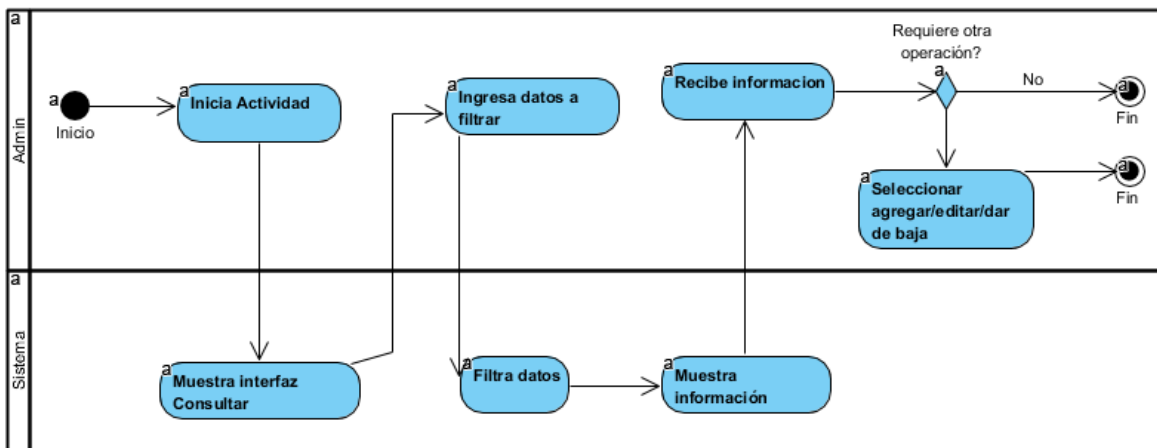 a
Admin
a
Inicio
a
Inicia Actividad
a
Ingresa datos a
filtrar
a
Recibe informacion
Requiere otra
operación?
a
No
a
Fin
a
Seleccionar
agregar/editar/dar
de baja
a
Fin
a
Sistema
a
Muestra interfaz
Consultar
a
Filtra datos
a
Muestra
información